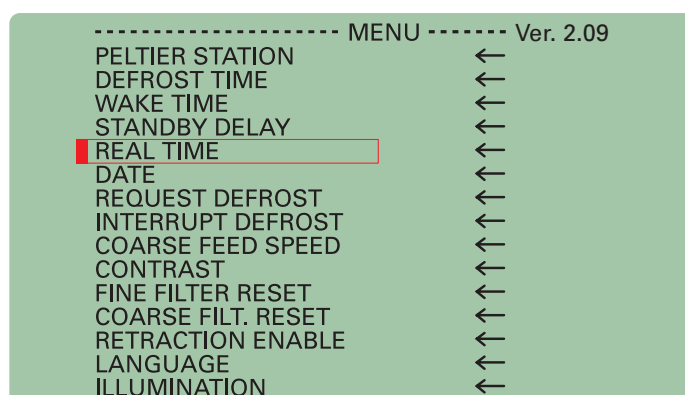 --------------------- MENU ------- Ver. 2.09
PELTIER STATION ←
DEFROST TIME ←
WAKE TIME ←
STANDBY DELAY ←
REAL TIME ←
DATE ←
REQUEST DEFROST ←
INTERRUPT DEFROST ←
COARSE FEED SPEED ←
CONTRAST ←
FINE FILTER RESET ←
COARSE FILT. RESET ←
RETRACTION ENABLE ←
LANGUAGE ←
ILLUMINATION ←